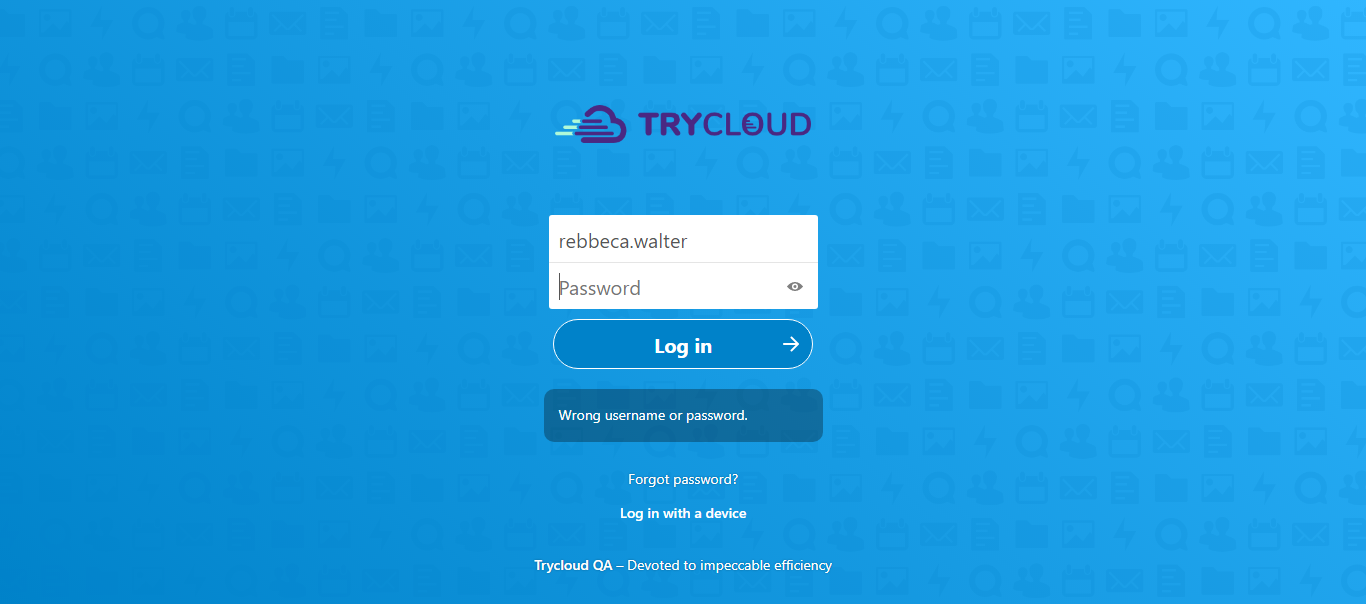 TRYCLOUD
rebbeca.walter
Password
Log in
Wrong username or password.
Forgot password?
Log in with a device
Trycloud QA – Devoted to impeccable efficiency